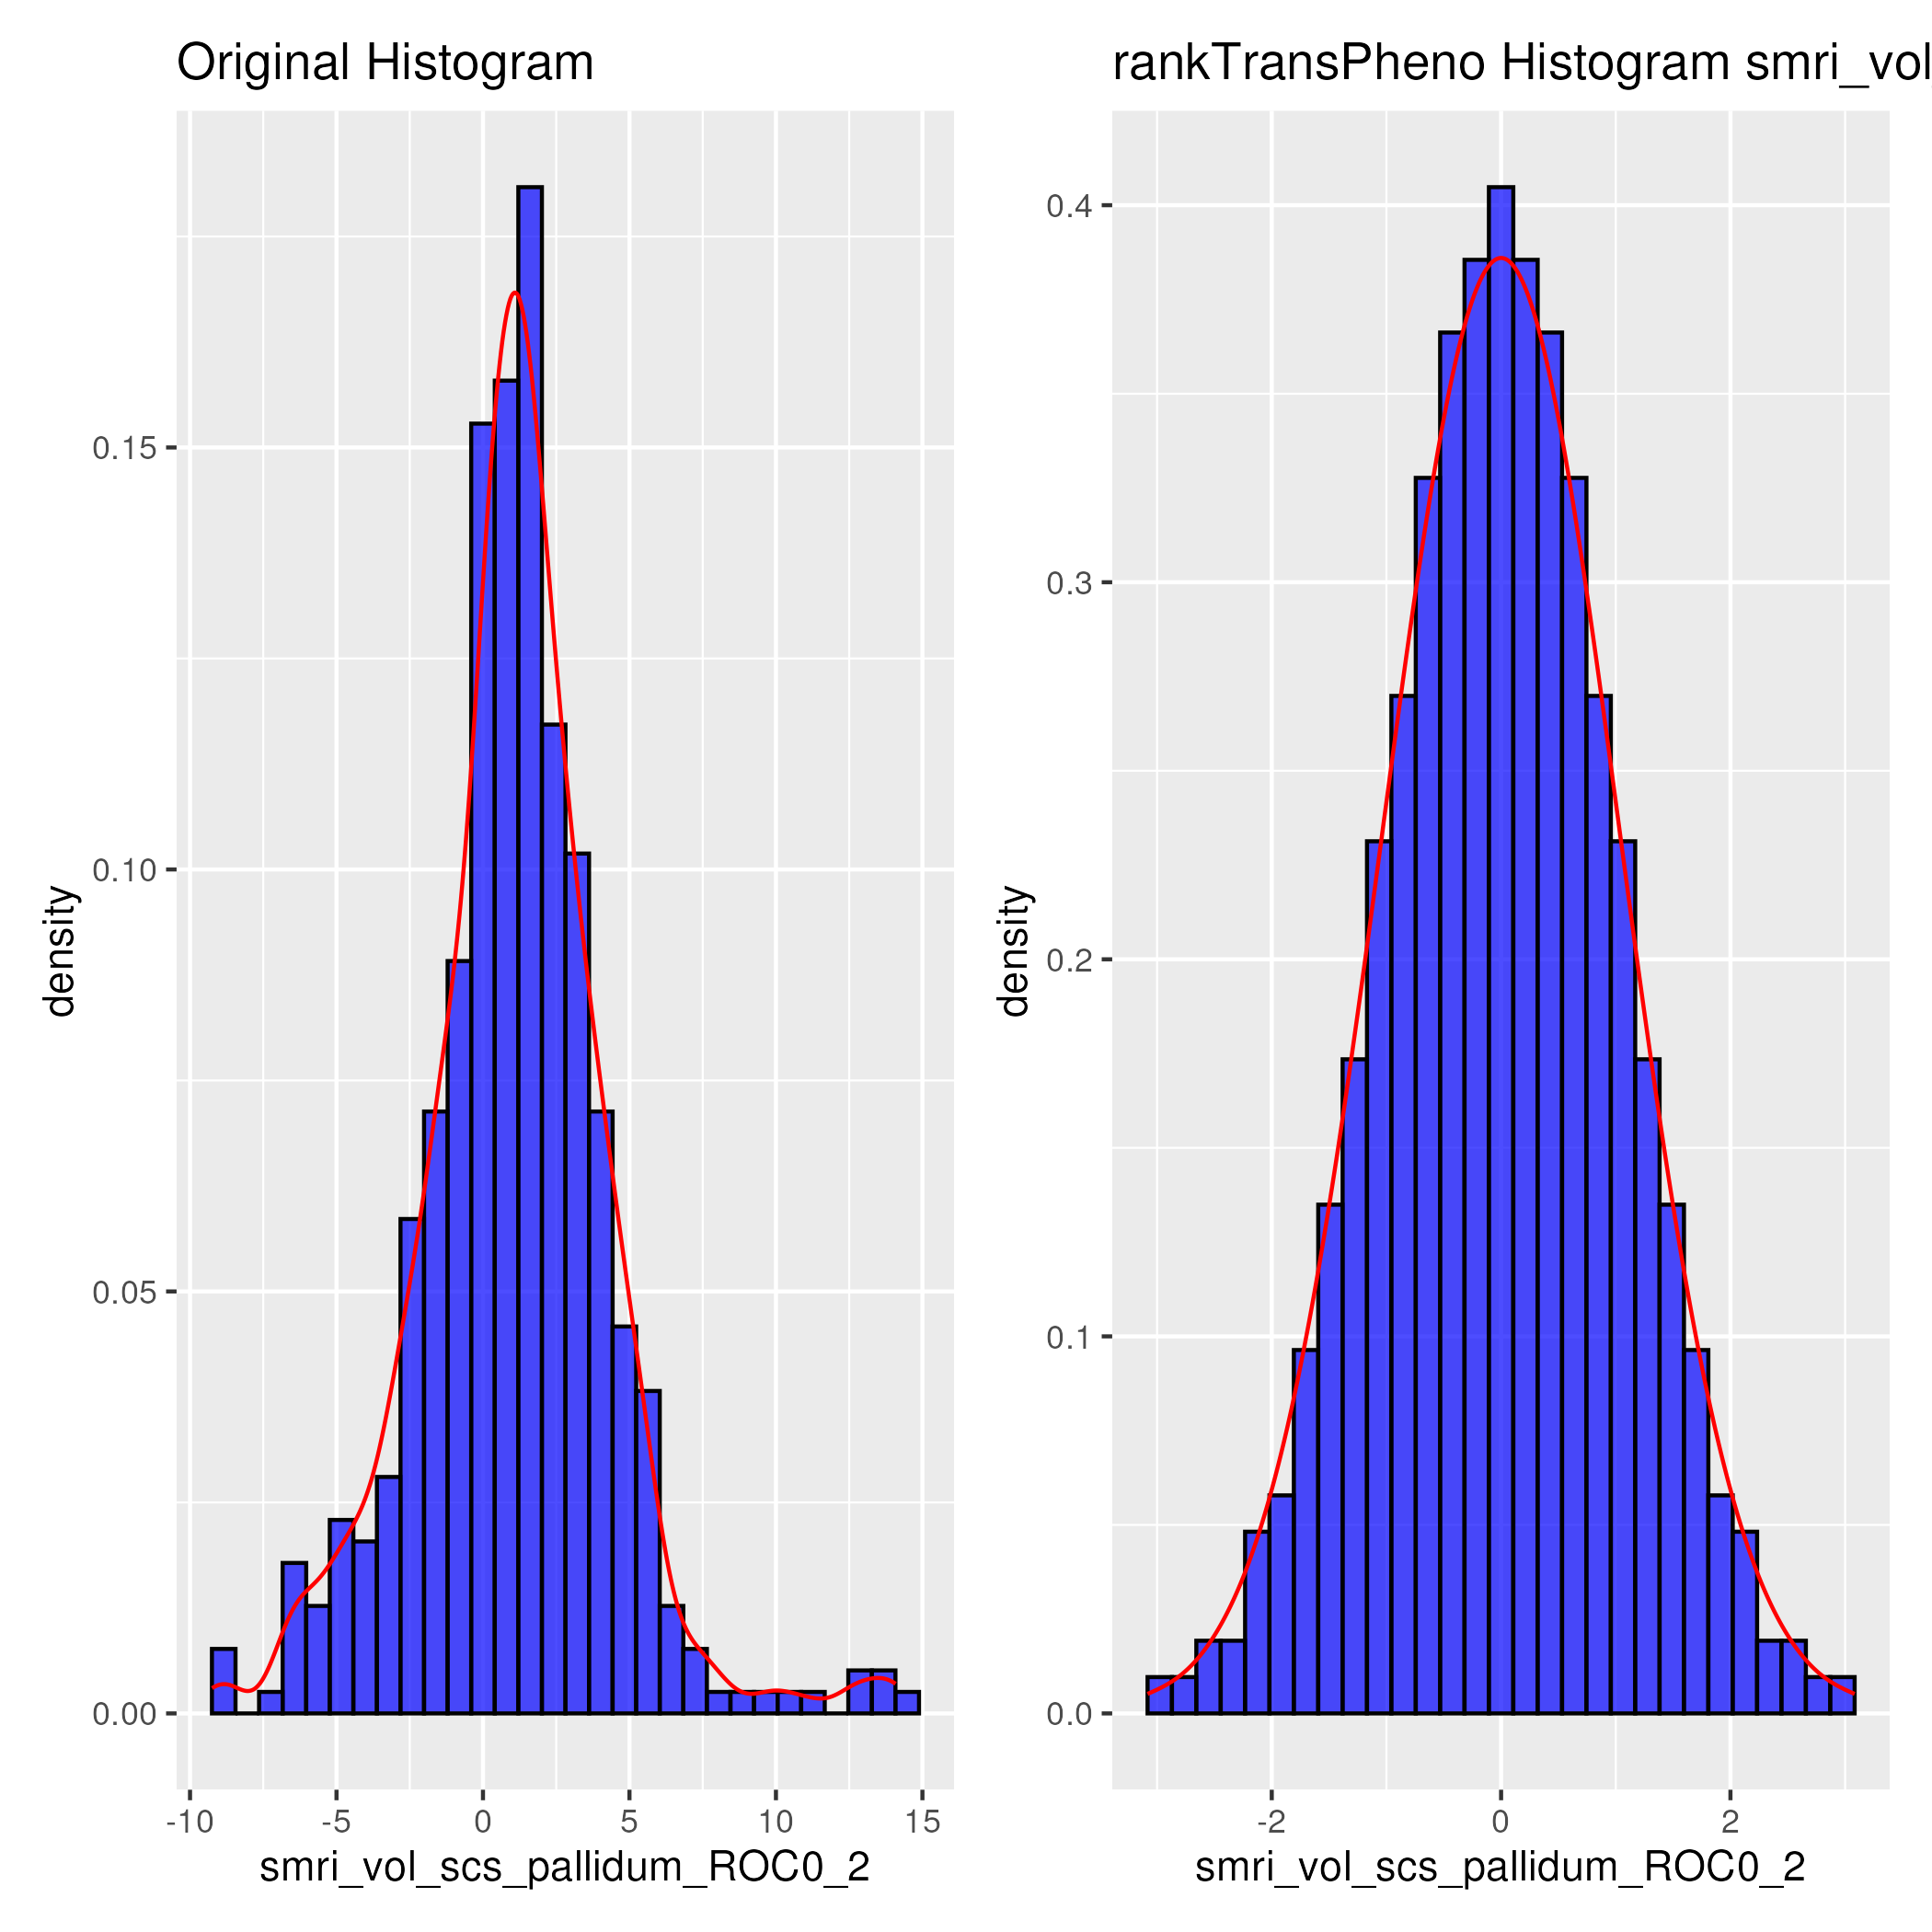 Original Histogram
density
0.15
0.10
0.05
0.00
-10 -5 0 5 10 15
smri_vol_scs_pallidum_ROC0_2
rankTransPheno Histogram smri_vol_
density
0.4
0.3
0.2
0.1
0.0
-2 0 2
smri_vol_scs_pallidum_ROC0_2